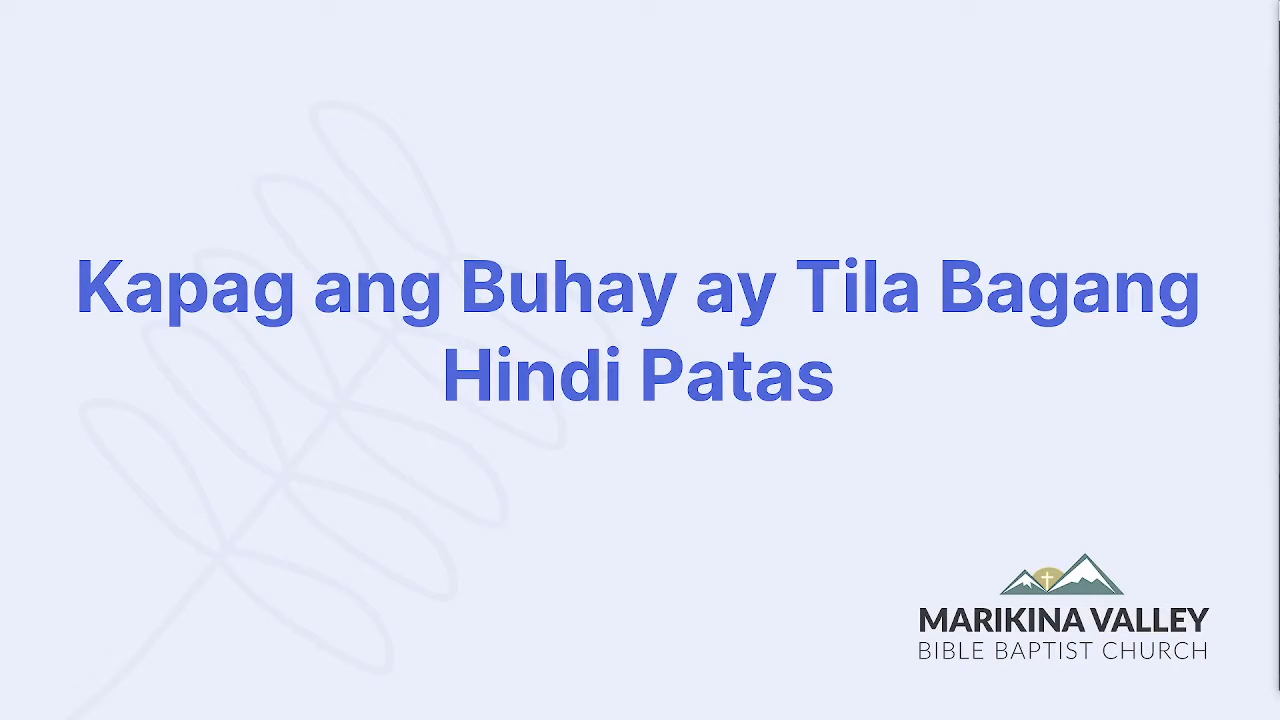 Kapag ang Buhay ay Tila Bagang
Hindi Patas
MARIKINA VALLEY
BIBLE BAPTIST CHURCH